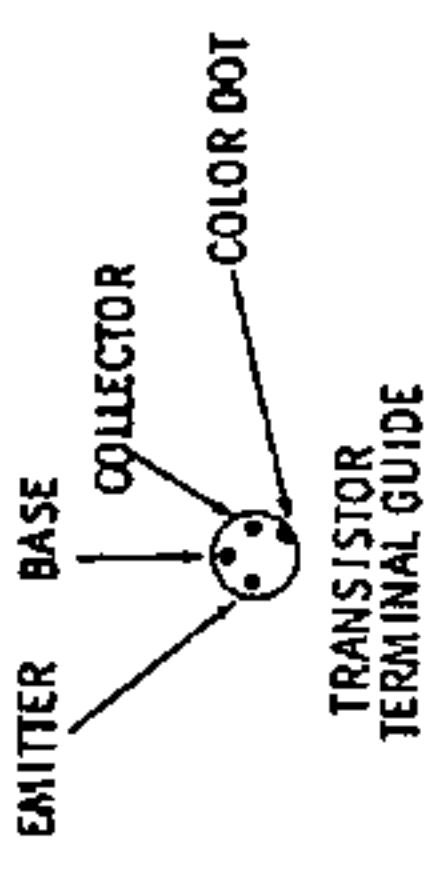 EMITTER
BASE
COLLECTOR
COLOR DOT
TRANSISTOR
TERMINAL GUIDE